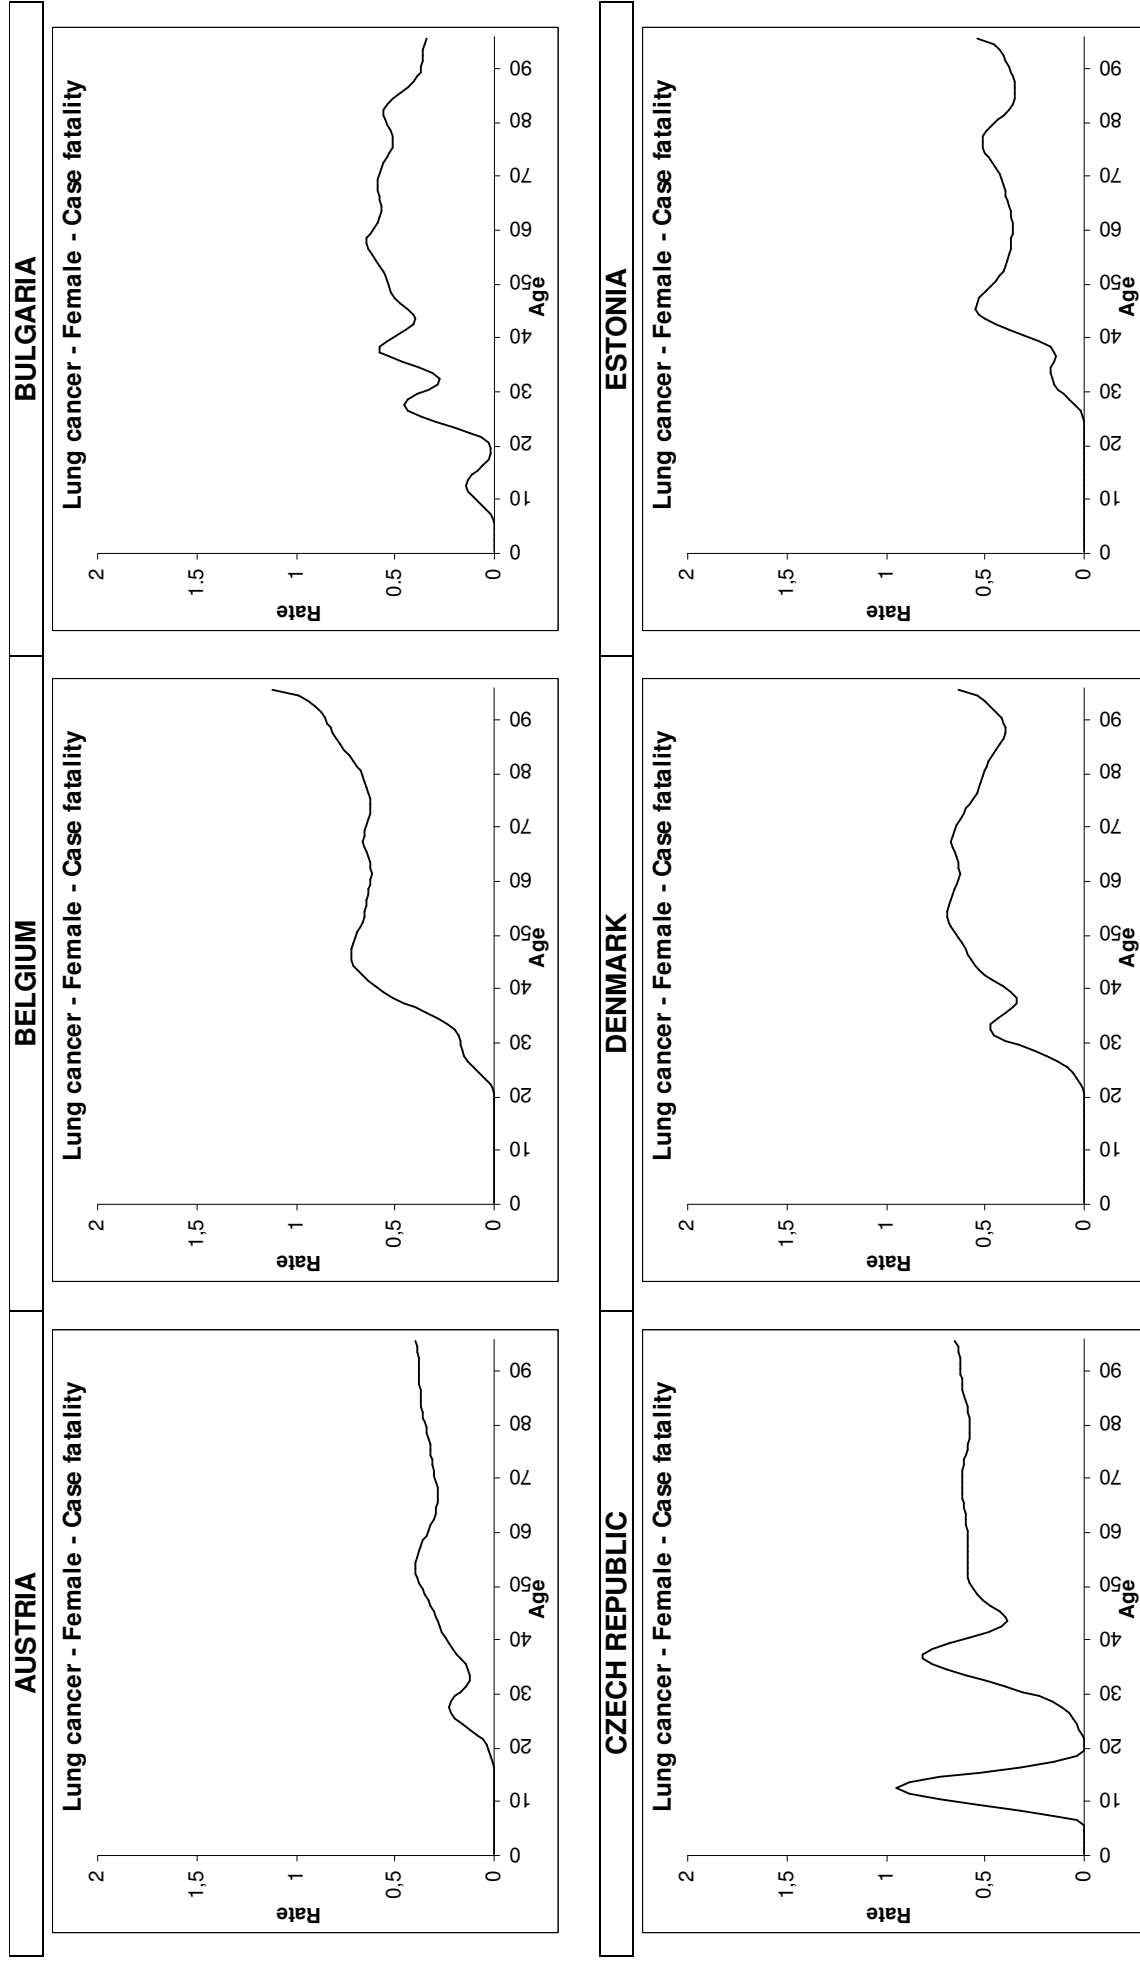 AUSTRIA
Lung cancer - Female - Case fatality
2
1,5
1
0,5
0
Rate
0 10 20 30 40 50 60 70 80 90
Age
BELGIUM
Lung cancer - Female - Case fatality
2
1,5
1
0,5
0
Rate
0 10 20 30 40 50 60 70 80 90
Age
BULGARIA
Lung cancer - Female - Case fatality
2
1.5
1
0.5
0
Rate
0 10 20 30 40 50 60 70 80 90
Age
CZECH REPUBLIC
Lung cancer - Female - Case fatality
2
1,5
1
0,5
0
Rate
0 10 20 30 40 50 60 70 80 90
Age
DENMARK
Lung cancer - Female - Case fatality
2
1,5
1
0,5
0
Rate
0 10 20 30 40 50 60 70 80 90
Age
ESTONIA
Lung cancer - Female - Case fatality
2
1,5
1
0,5
0
Rate
0 10 20 30 40 50 60 70 80 90
Age